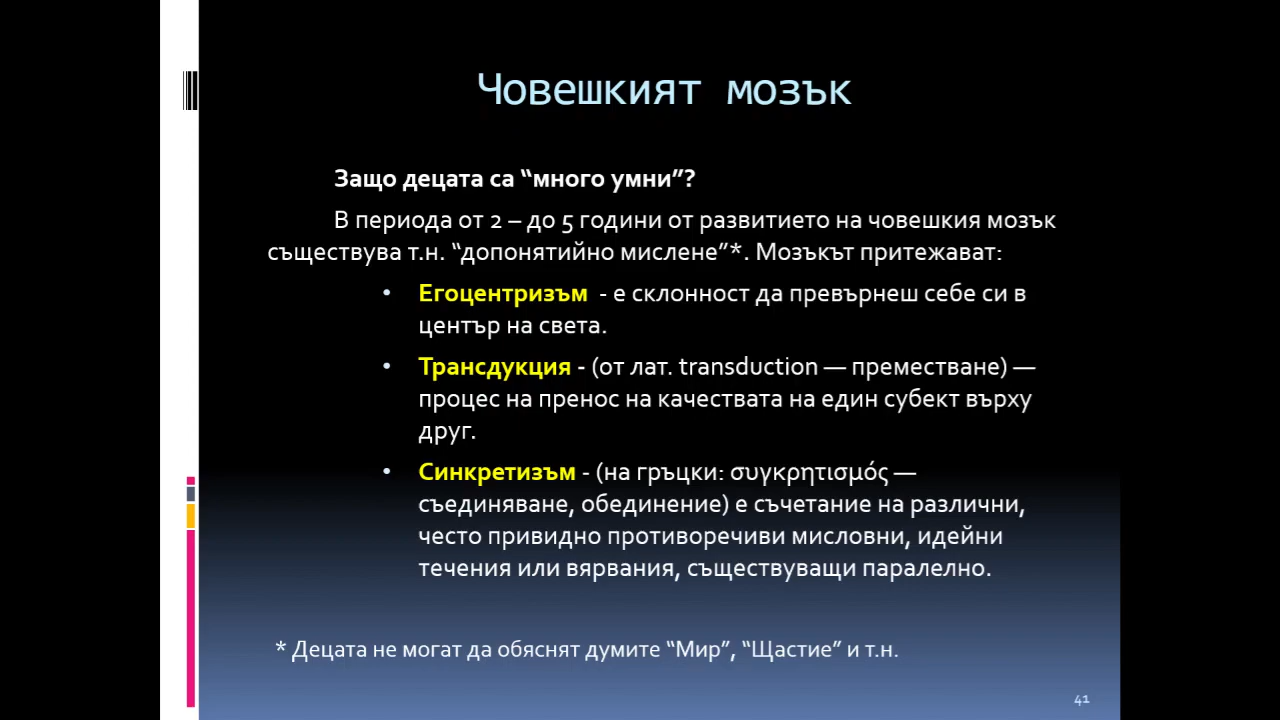 Човешкият мозък
Защо децата са “много умни”?
В периода от 2 – до 5 години от развитието на човешкия мозък
съществува т.н. “допонятийно мислене”*. Мозъкът притежават:
• Егоцентризъм - е склонност да превърнеш себе си в
център на света.
• Трансдукция - (от лат. transduction — преместване) —
процес на пренос на качествата на един субект върху
друг.
• Синкретизъм - (на гръцки: συγκρητισμός —
съединяване, обединение) е съчетание на различни,
често привидно противоречиви мисловни, идейни
течения или вярвания, съществуващи паралелно.
* Децата не могат да обяснят думите “Мир”, “Щастие” и т.н.
41